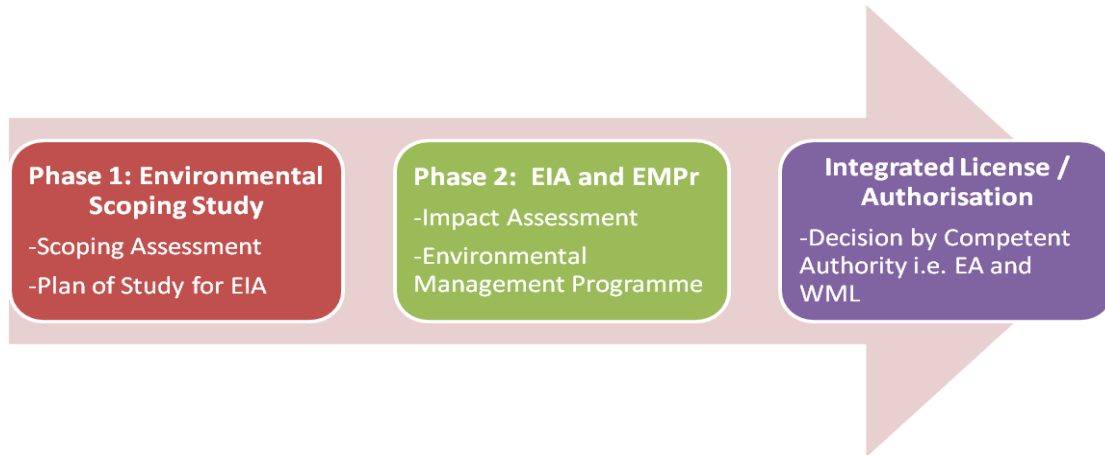 Phase 1: Environmental
Scoping Study
-Scoping Assessment
-Plan of Study for EIA
Phase 2:  EIA and EMPr
-Impact Assessment
-Environmental
Management Programme
Integrated License /
Authorisation
-Decision by Competent
Authority i.e. EA and
WML